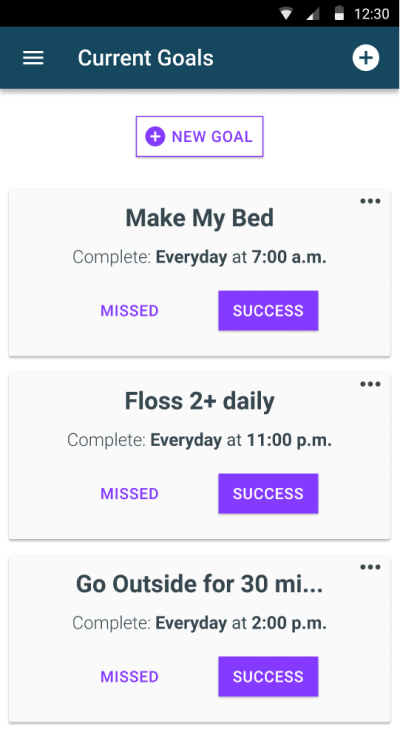 12:30
Current Goals
NEW GOAL
Make My Bed
Complete: Everyday at 7:00 a.m.
MISSED SUCCESS
Floss 2+ daily
Complete: Everyday at 11:00 p.m.
MISSED SUCCESS
Go Outside for 30 mi...
Complete: Everyday at 2:00 p.m.
MISSED SUCCESS